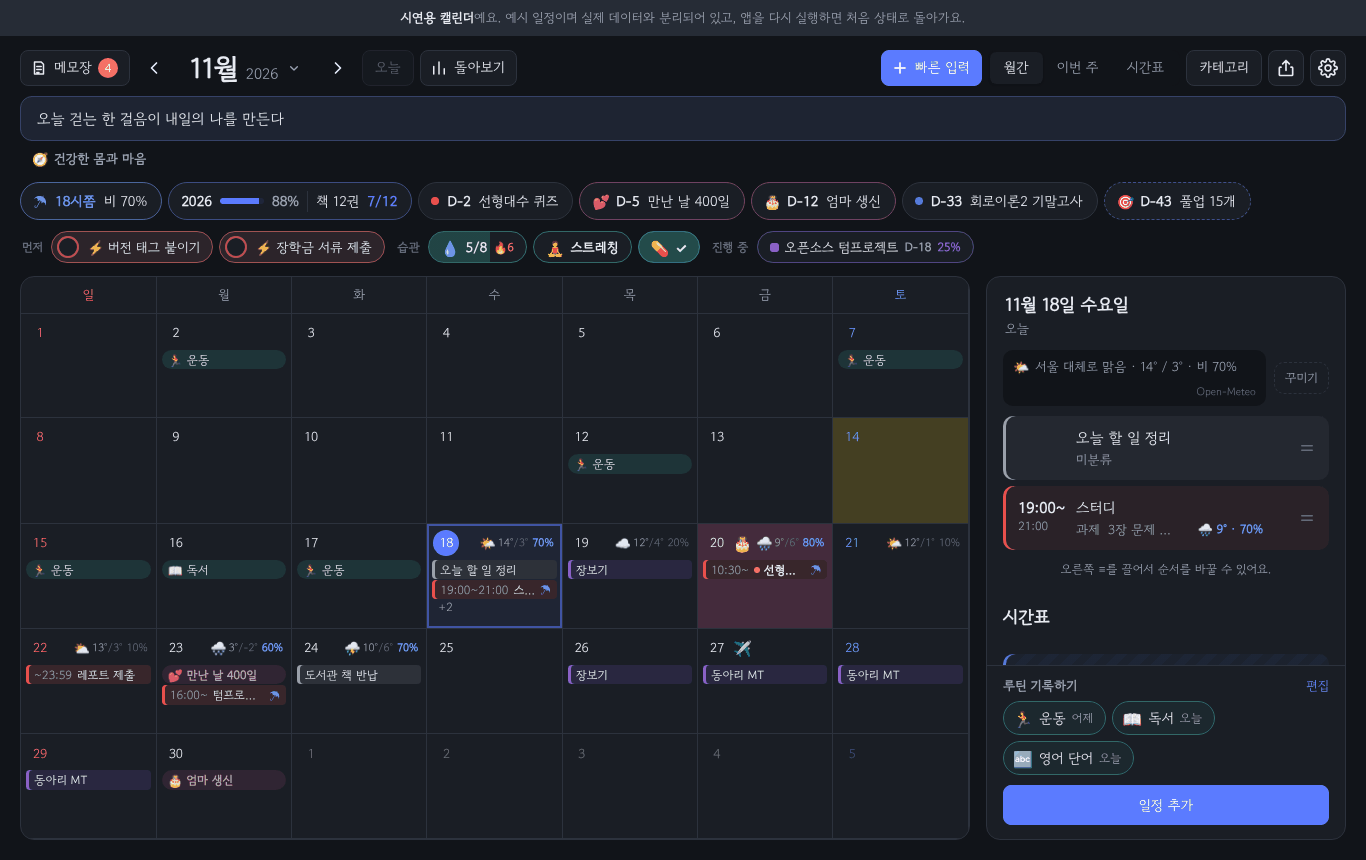 시연용 캘린더예요. 예시 일정이며 실제 데이터와 분리되어 있고, 앱을 다시 실행하면 처음 상태로 돌아가요.
메모장 4 11월 2026 오늘 돌아보기 빠른 입력 월간 이번 주 시간표 카테고리
오늘 걷는 한 걸음이 내일의 나를 만든다
건강한 몸과 마음
18시쯤 비 70% 2026 88% 책 12권 7/12 D-2 선형대수 퀴즈 D-5 만난 날 400일 D-12 엄마 생신 D-33 회로이론2 기말고사 D-43 풀업 15개
먼저 버전 태그 붙이기 장학금 서류 제출 습관 5/8 6 스트레칭 진행 중 오픈소스 텀프로젝트 D-18 25%
일 월 화 수 목 금 토
1 2 3 4 5 6 7
운동 운동
8 9 10 11 12 13 14
운동
15 16 17 18 14°/3° 70% 19 12°/4° 20% 20 9°/6° 80% 21 12°/1° 10%
운동 독서 운동 오늘 할 일 정리 장보기 10:30~ 선형...
19:00~21:00 스...
+2
22 13°/3° 10% 23 3°/-2° 60% 24 10°/6° 70% 25 26 27 28
~23:59 레포트 제출 만난 날 400일 도서관 책 반납 장보기 동아리 MT 동아리 MT
16:00~ 텀프로...
29 30 1 2 3 4 5
동아리 MT 엄마 생신
11월 18일 수요일
오늘
서울 대체로 맑음 · 14° / 3° · 비 70%
Open-Meteo
꾸미기
오늘 할 일 정리
미분류
19:00~ 스터디
21:00 과제 3장 문제 ... 9° · 70%
오른쪽 =를 끌어서 순서를 바꿀 수 있어요.
시간표
루틴 기록하기 편집
운동 어제 독서 오늘
abc 영어 단어 오늘
일정 추가